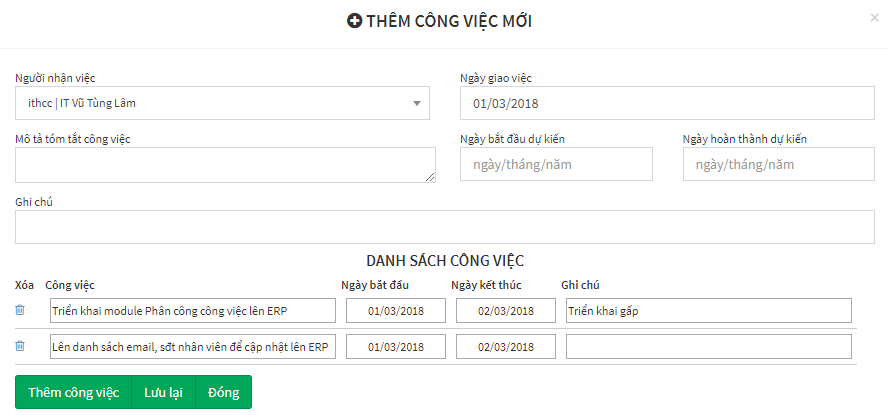 THÊM CÔNG VIỆC MỚI
×
Người nhận việc
Ngày giao việc
ithcc | IT Vũ Tùng Lâm
01/03/2018
Mô tả tóm tắt công việc
Ngày bắt đầu dự kiến
Ngày hoàn thành dự kiến
ngày/tháng/năm
ngày/tháng/năm
Ghi chú
DANH SÁCH CÔNG VIỆC
Xóa Công việc Ngày bắt đầu Ngày kết thúc Ghi chú
Triển khai module Phân công công việc lên ERP 01/03/2018 02/03/2018 Triển khai gấp
Lên danh sách email, sđt nhân viên để cập nhật lên ERP 01/03/2018 02/03/2018
Thêm công việc Lưu lại Đóng